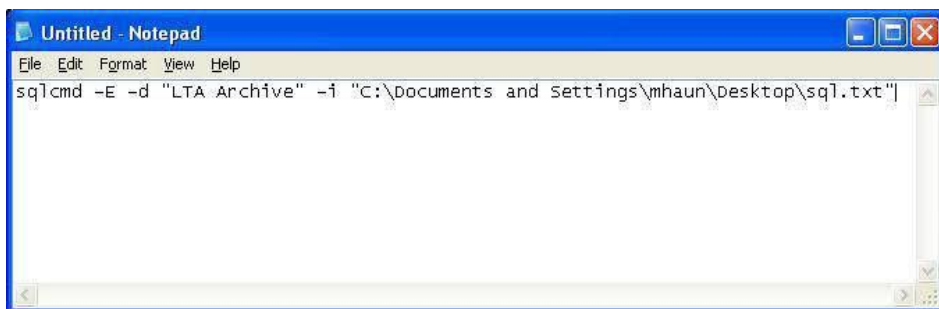 Untitled - Notepad
File Edit Format View Help
sqlcmd -E -d "LTA Archive" -i "C:\Documents and Settings\mhaun\Desktop\sql.txt"